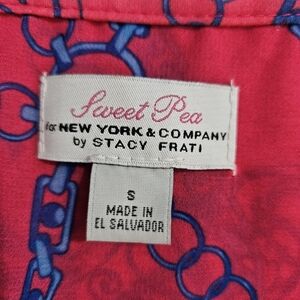 Sweet Pea
for NEW YORK & COMPANY
by STACY FRATI
S
MADE IN
EL SALVADOR